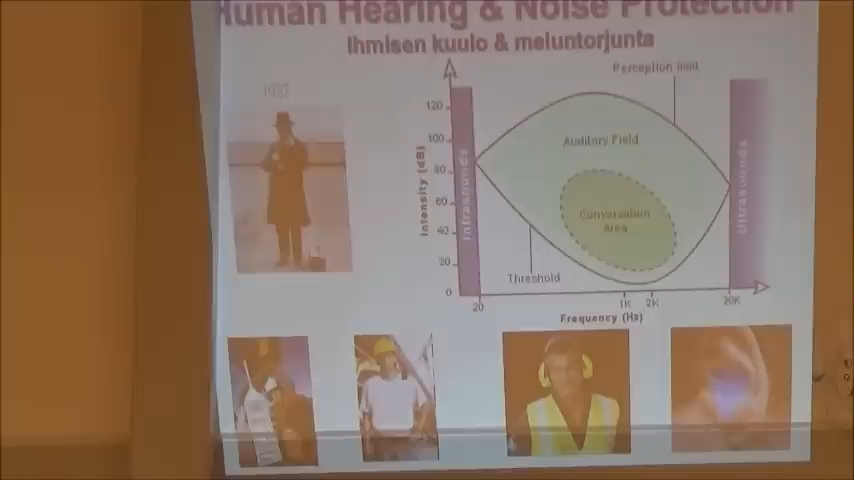 Human Hearing & Noise Protection
Ihmisen kuulo & meluntorjunta
Perception limit
120
100
80
60
40
20
0
Intensity (dB)
Infrasounds
Auditory Field
Conversation
Area
Ultrasounds
Threshold
20
1K
2K
20K
Frequency (Hz)